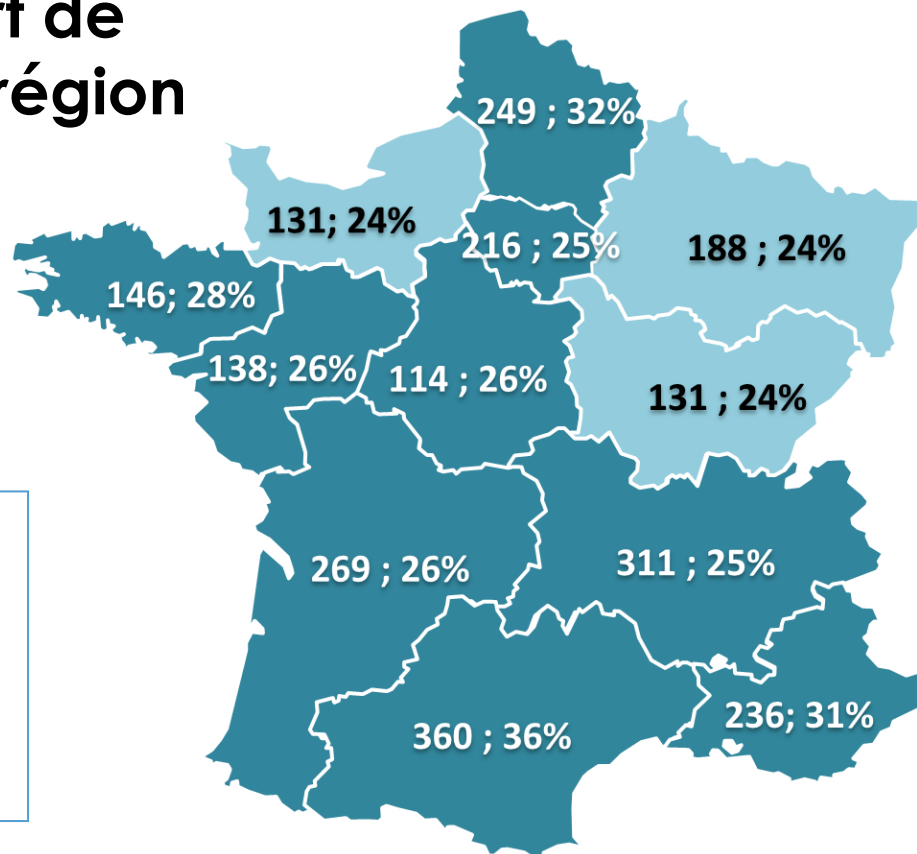 rt de
région
249 ; 32%
131; 24%
216 ; 25%
188 ; 24%
146; 28%
138; 26%
114 ; 26%
131 ; 24%
269 ; 26%
311 ; 25%
360 ; 36%
236; 31%